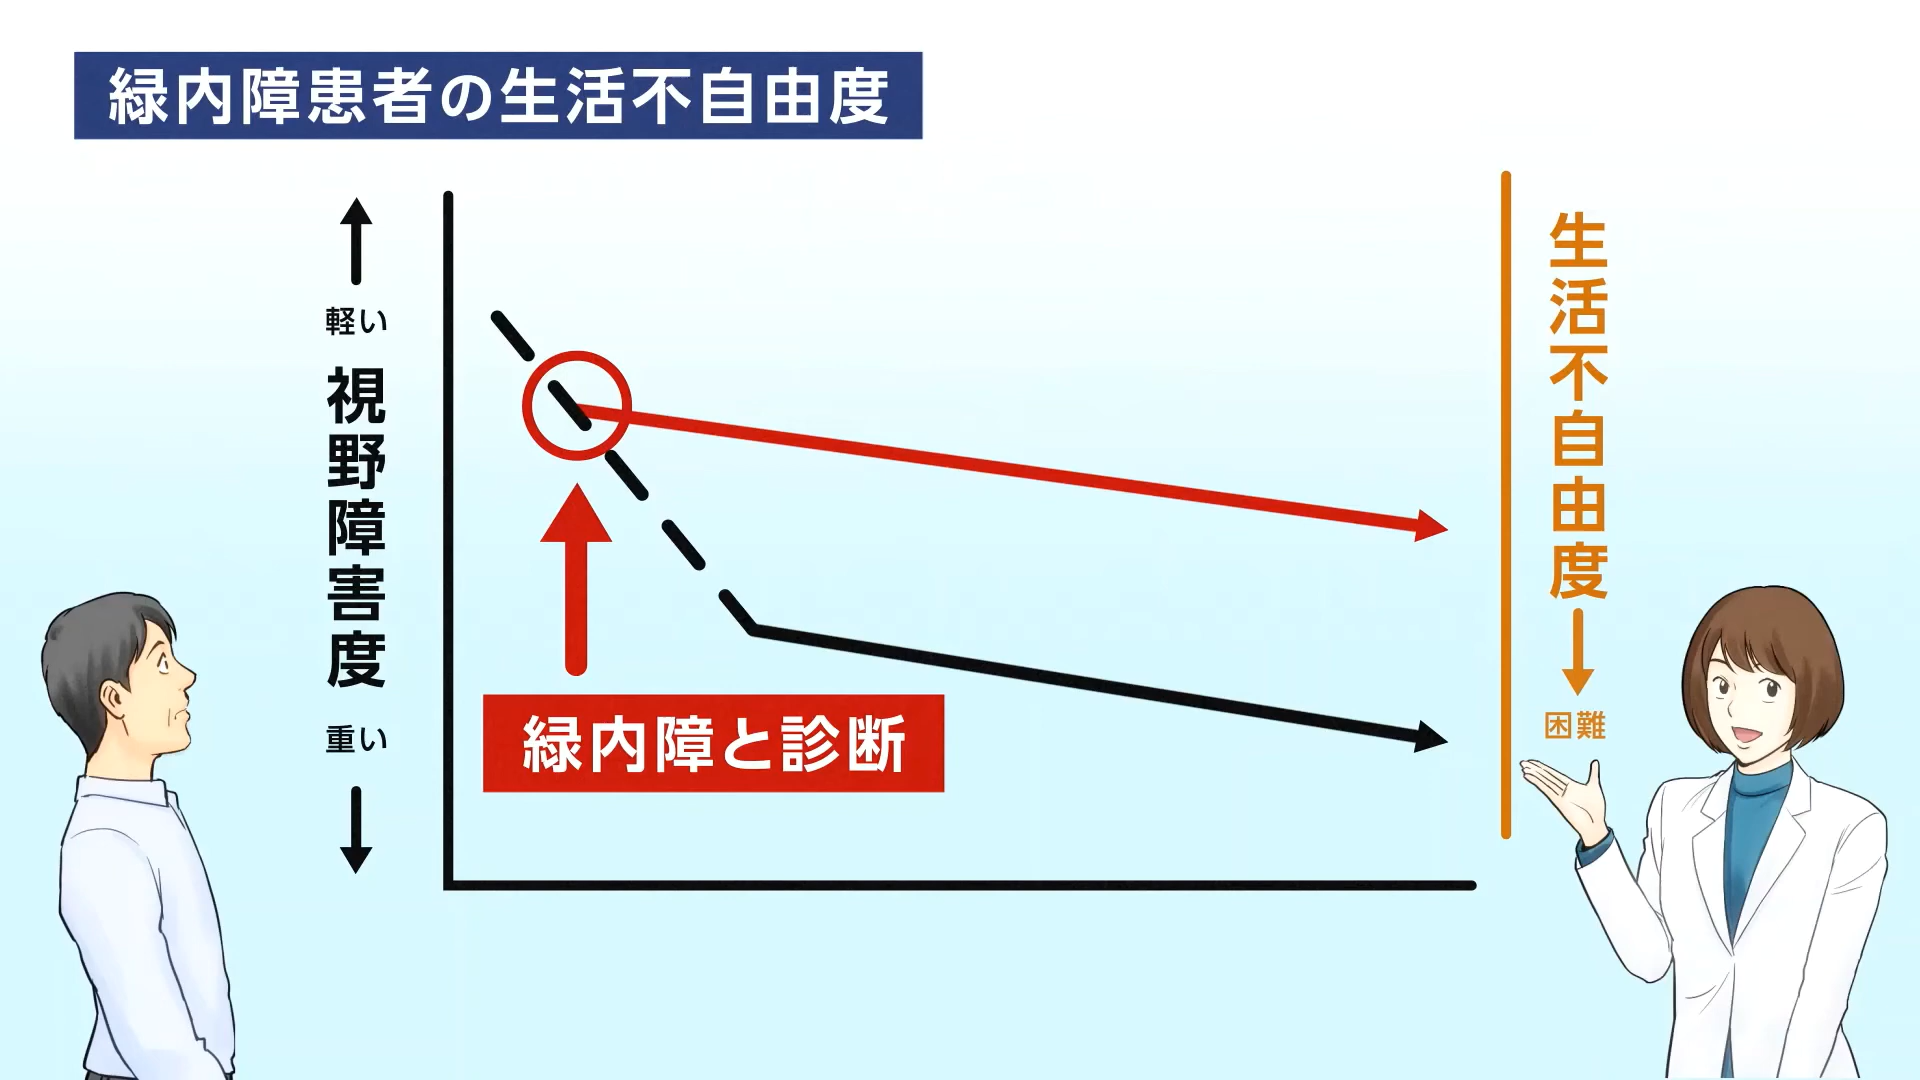 緑内障患者の生活不自由度
軽い
視野障害度
重い
緑内障と診断
生活不自由度
困難